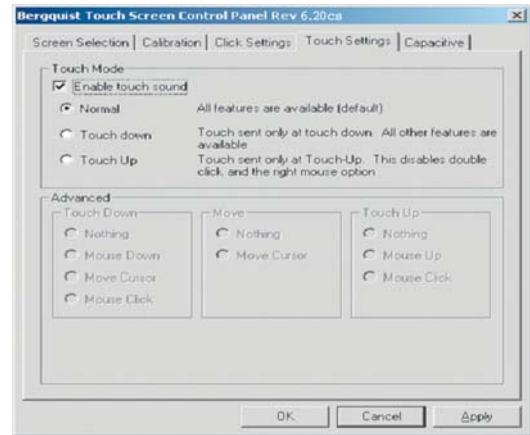 Bergquist Touch Screen Control Panel Rev 6.20CB
Screen Selection Calibration Click Settings Touch Settings Capacitive
Touch Mode
Enable touch sound
Normal All features are available (default)
Touch down Touch sent only at touch down. All other features are
available
Touch Up Touch sent only at Touch-Up. This disables double
click and the right mouse option
Advanced
Touch Down Move Touch Up
Nothing Nothing Nothing
Mouse Down Move Cursor Mouse Up
Move Cursor Mouse Click
Mouse Click
OK Cancel Apply